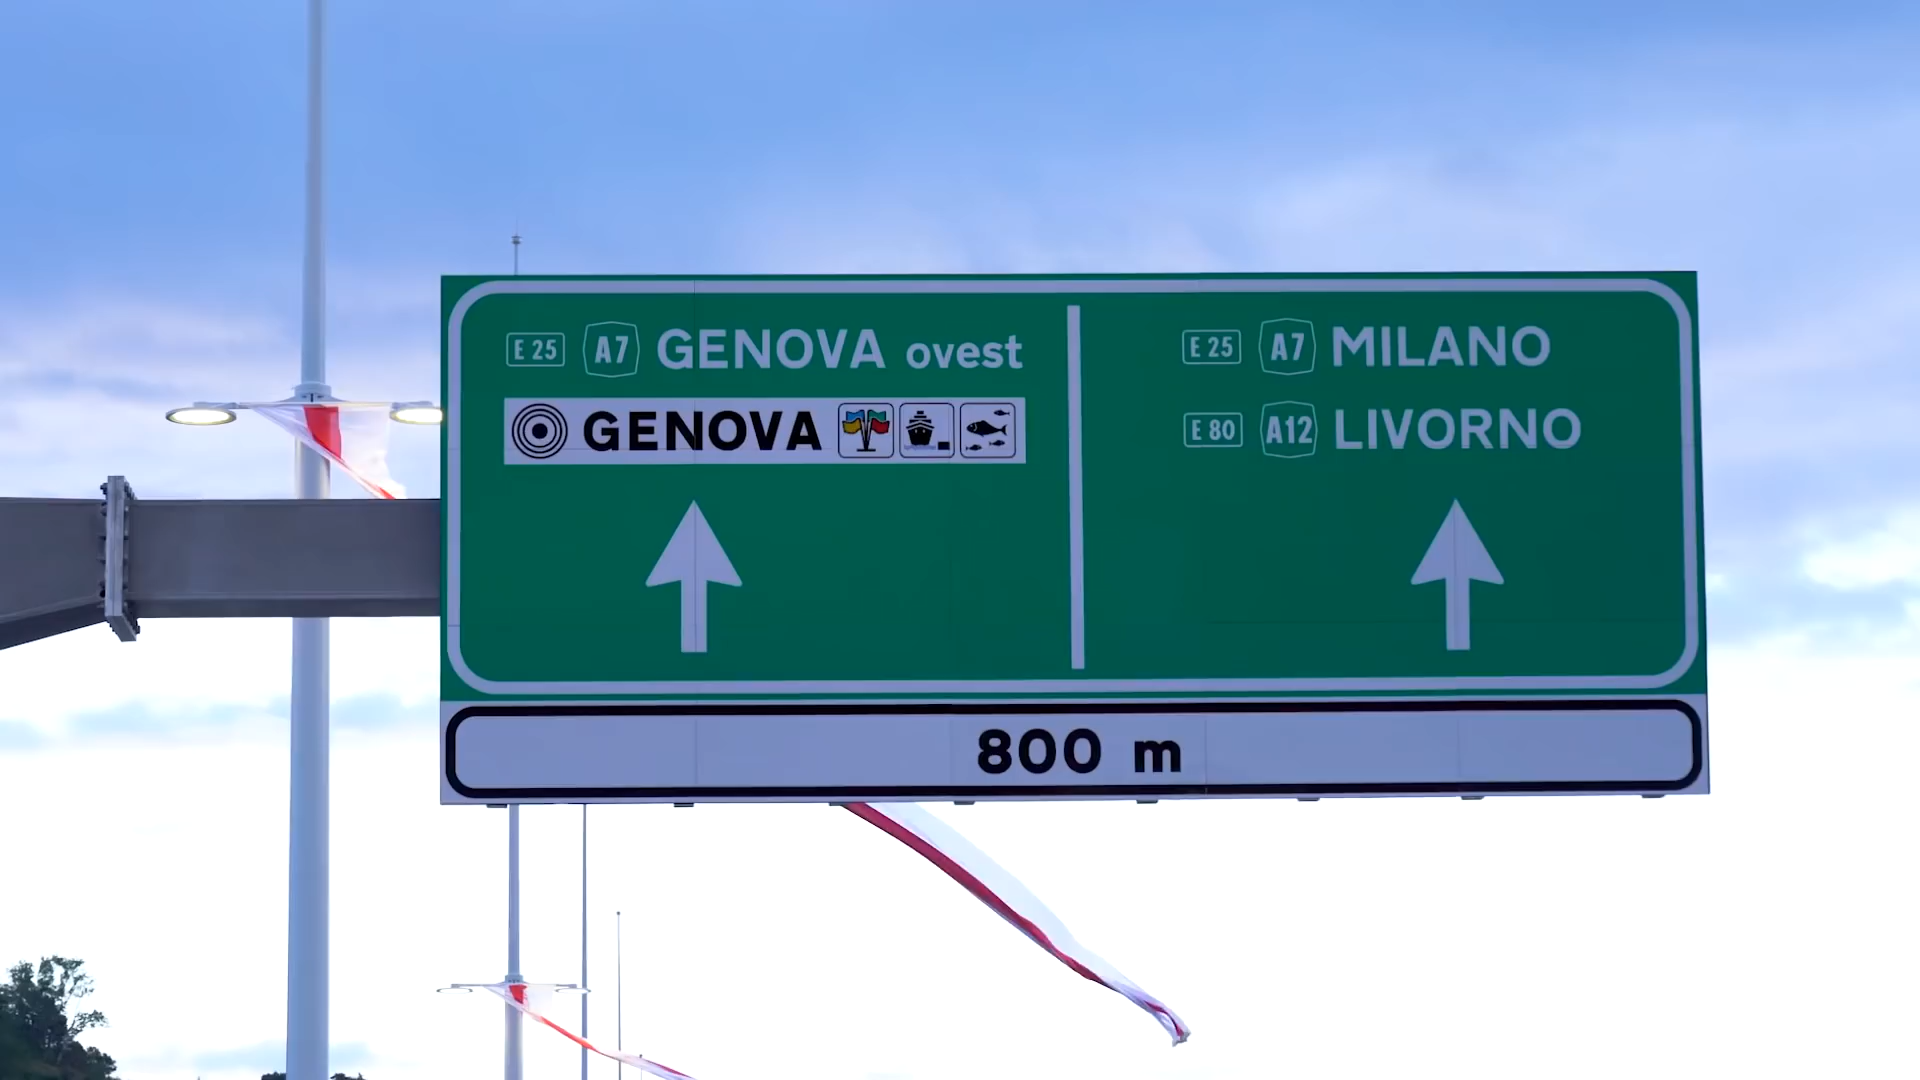 E 25 A7 GENOVA ovest
GENOVA
E 25 A7 MILANO
E 80 A12 LIVORNO
800 m